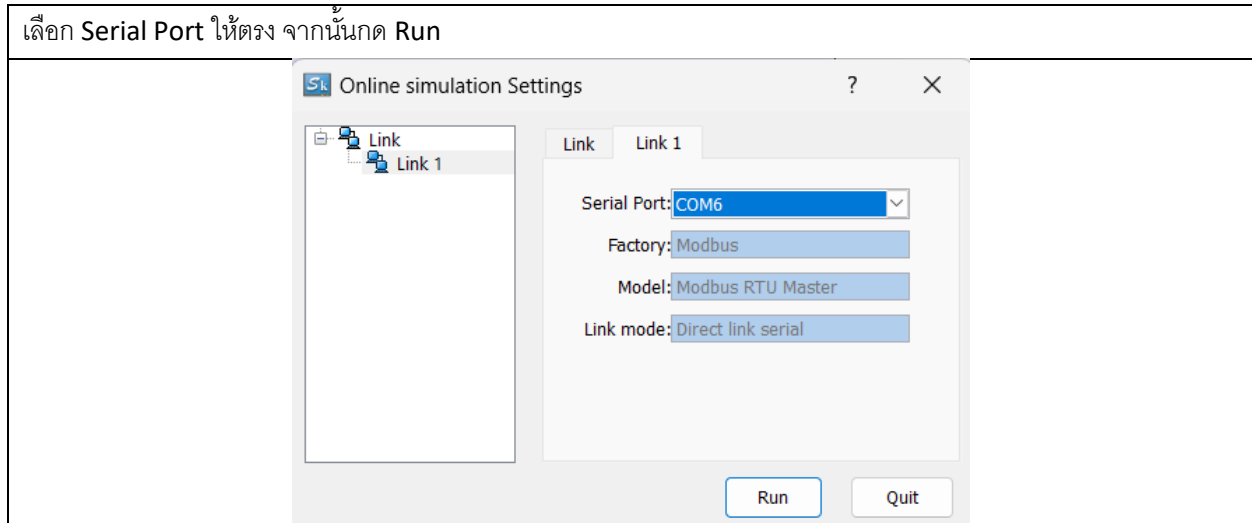 เลือก Serial Port ให้ตรง จากนั้นกด Run
Sk Online simulation Settings ?
Link
Link 1
Link Link 1
Serial Port: COM6
Factory: Modbus
Model: Modbus RTU Master
Link mode: Direct link serial
Run Quit